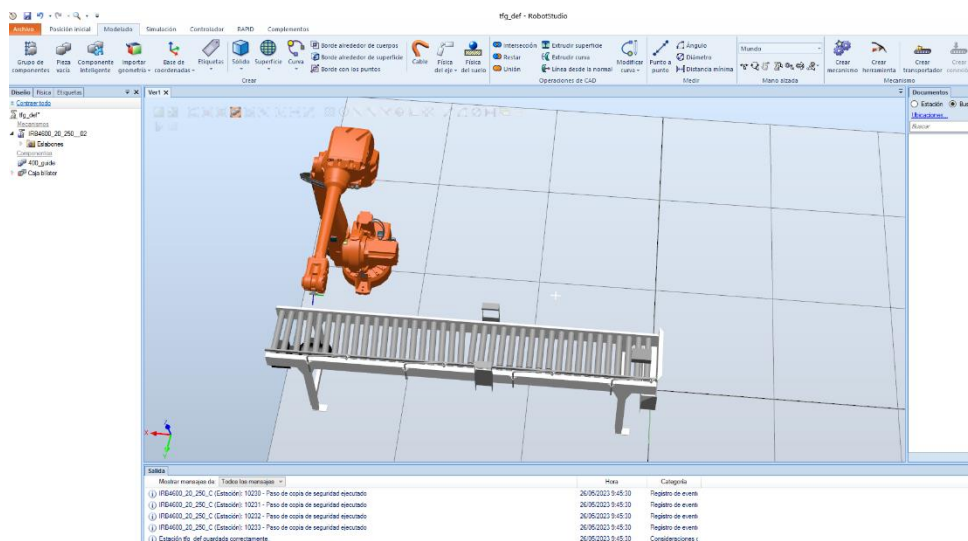 tfg_def - RobotStudio
Archivo Posición inicial Modelado Simulación Controlador RAPID Complementos
Grupo de componentes
Pieza vacía
Componente inteligente
Importar geometría
Base de coordenadas
Etiquetas
Sólido Superficie Curva
Borde alrededor de cuerpos
Borde alrededor de superficie
Borde con los puntos
Crear
Cable
Física del eje
Física del suelo
Intersección
Restar
Unión
Extrudir superficie
Extrudir curva
Línea desde la normal
Modificar curva
Operaciones de CAD
Punto a punto
Ángulo
Diámetro
Distancia mínima
Medir
Mundo
Mano alzada
Crear mecanismo
Crear herramienta
Crear transportador
Crear
Mecanismo
Diseño Física Etiquetas
Contraer todo
tfg_def*
Mecanismos
IRB4600_20_250__02
Eslabones
Componentes
400_guide
Caja blister
Ver1
Documentos
Estación
Ubicaciones...
Buscar
Salida
Mostrar mensajes de: Todos los mensajes Hora Categoría
IRB4600_20_250_C (Estación): 10230 - Paso de copia de seguridad ejecutado 26/05/2023 9:45:30 Registro de event
IRB4600_20_250_C (Estación): 10231 - Paso de copia de seguridad ejecutado 26/05/2023 9:45:30 Registro de event
IRB4600_20_250_C (Estación): 10232 - Paso de copia de seguridad ejecutado 26/05/2023 9:45:30 Registro de event
IRB4600_20_250_C (Estación): 10233 - Paso de copia de seguridad ejecutado 26/05/2023 9:45:30 Registro de event
Estación tfg_def guardada correctamente. 26/05/2023 9:45:30 Consideraciones